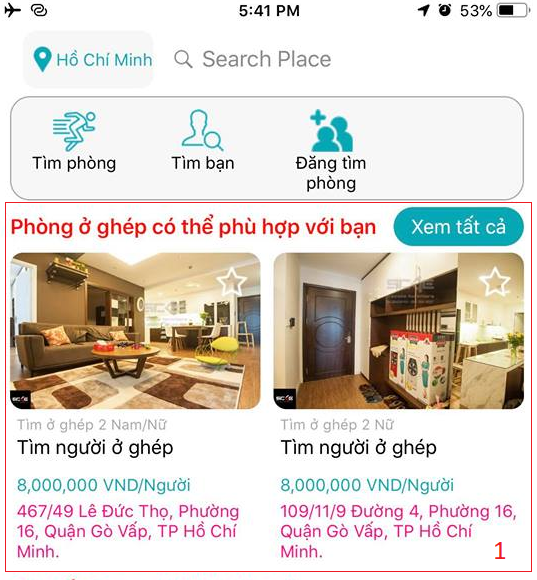 5:41 PM
53%
Hồ Chí Minh
Search Place
Tìm phòng
Tìm bạn
Đăng tìm
phòng
Phòng ở ghép có thể phù hợp với bạn
Xem tất cả
Tìm ở ghép 2 Nam/Nữ
Tìm người ở ghép
8,000,000 VND/Người
467/49 Lê Đức Thọ, Phường
16, Quận Gò Vấp, TP Hồ Chí
Minh.
Tìm ở ghép 2 Nữ
Tìm người ở ghép
8,000,000 VND/Người
109/11/9 Đường 4, Phường 16,
Quận Gò Vấp, TP Hồ Chí
Minh.
1